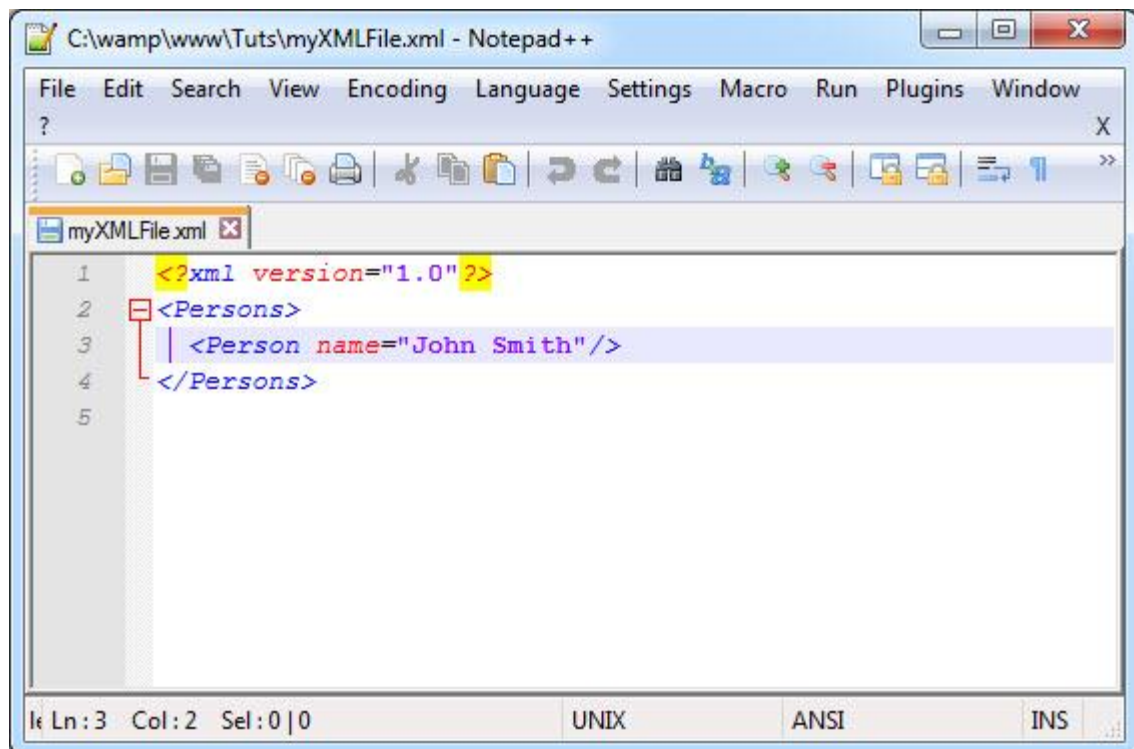 C:\wamp\www\Tuts\myXMLFile.xml - Notepad++
File Edit Search View Encoding Language Settings Macro Run Plugins Window
? X
myXMLFile.xml
1 <?xml version="1.0"?>
2 <Persons>
3 <Person name="John Smith"/>
4 </Persons>
5
Ln : 3 Col : 2 Sel : 0 | 0 UNIX ANSI INS